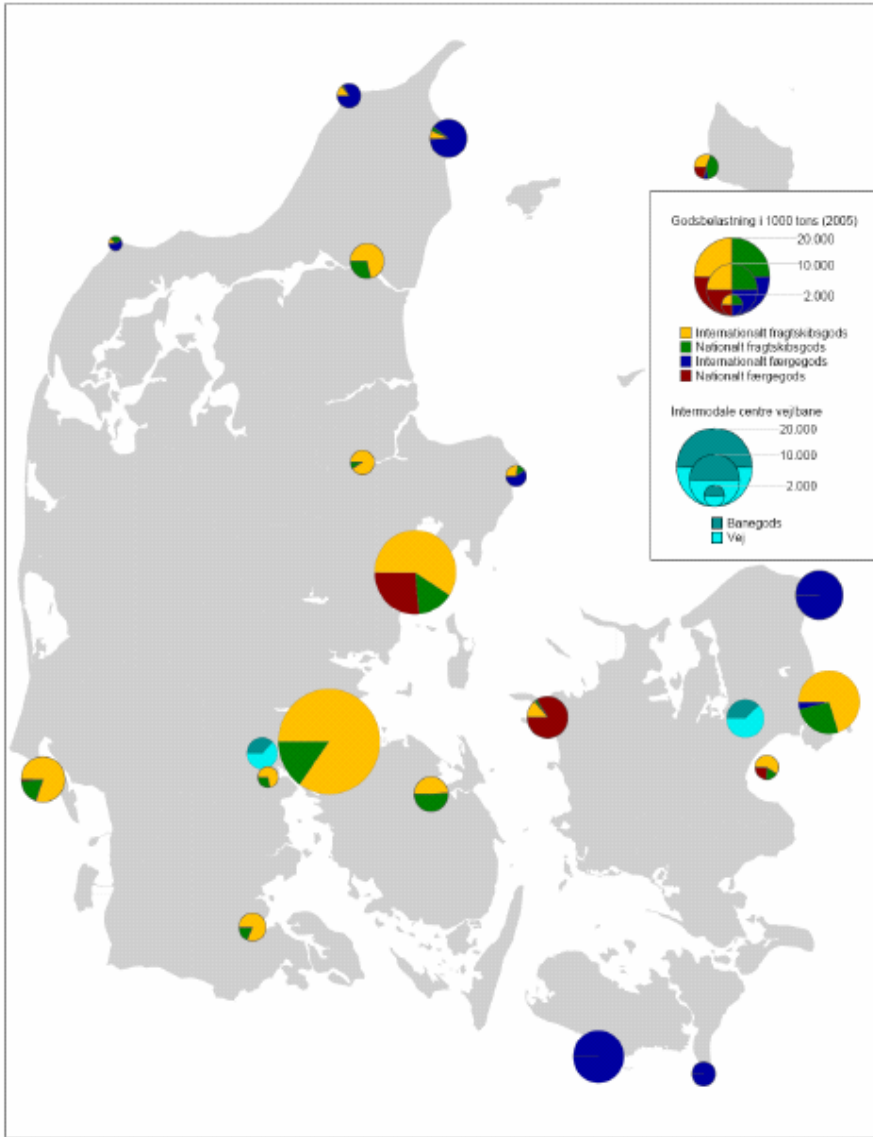 Godsbelastning i 1000 tons (2005)
20.000
10.000
2.000
Internationalt fragtskibsgods
Nationalt fragtskibsgods
Internationalt færgegods
Nationalt færgegods
Intermodale centre vej/bane
20.000
10.000
2.000
Banegods
Vej